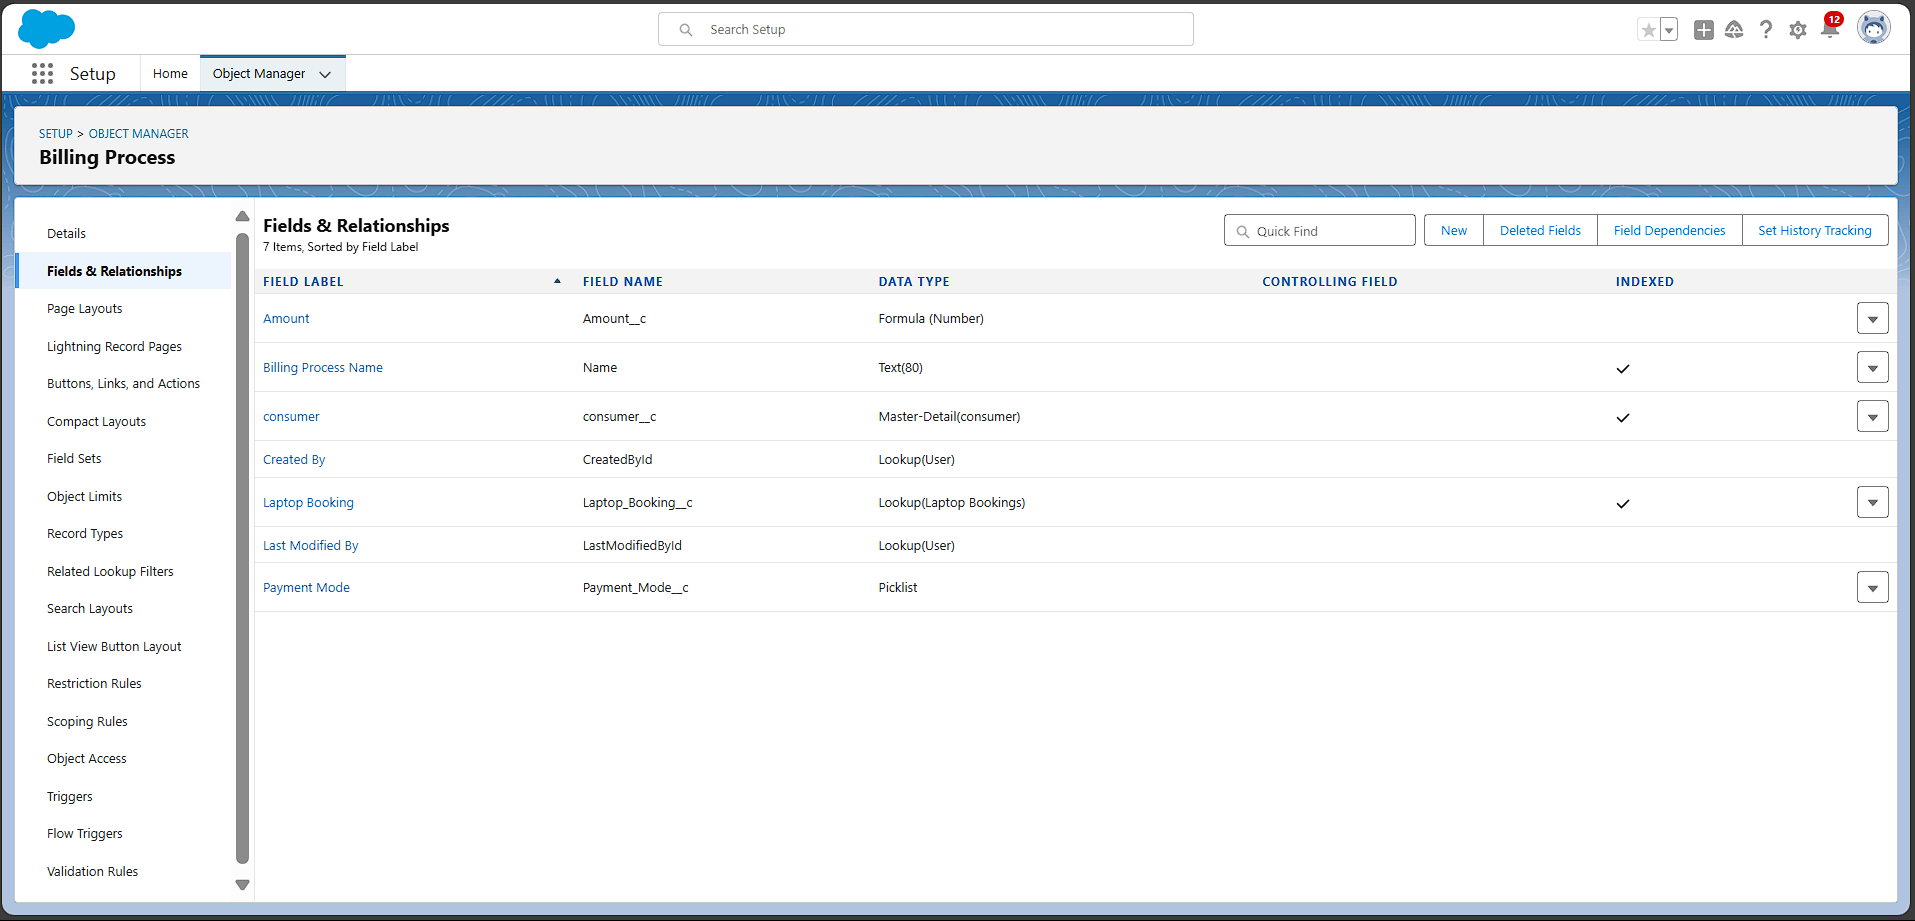 Search Setup
12
Setup
Home
Object Manager
SETUP > OBJECT MANAGER
Billing Process
Details
Fields & Relationships
Page Layouts
Lightning Record Pages
Buttons, Links, and Actions
Compact Layouts
Field Sets
Object Limits
Record Types
Related Lookup Filters
Search Layouts
List View Button Layout
Restriction Rules
Scoping Rules
Object Access
Triggers
Flow Triggers
Validation Rules
Fields & Relationships
7 Items, Sorted by Field Label
Quick Find
New Deleted Fields Field Dependencies Set History Tracking
FIELD LABEL FIELD NAME DATA TYPE CONTROLLING FIELD INDEXED
Amount Amount__c Formula (Number)
Billing Process Name Name Text(80)
consumer consumer__c Master-Detail(consumer)
Created By CreatedById Lookup(User)
Laptop Booking Laptop_Booking__c Lookup(Laptop Bookings)
Last Modified By LastModifiedById Lookup(User)
Payment Mode Payment_Mode__c Picklist